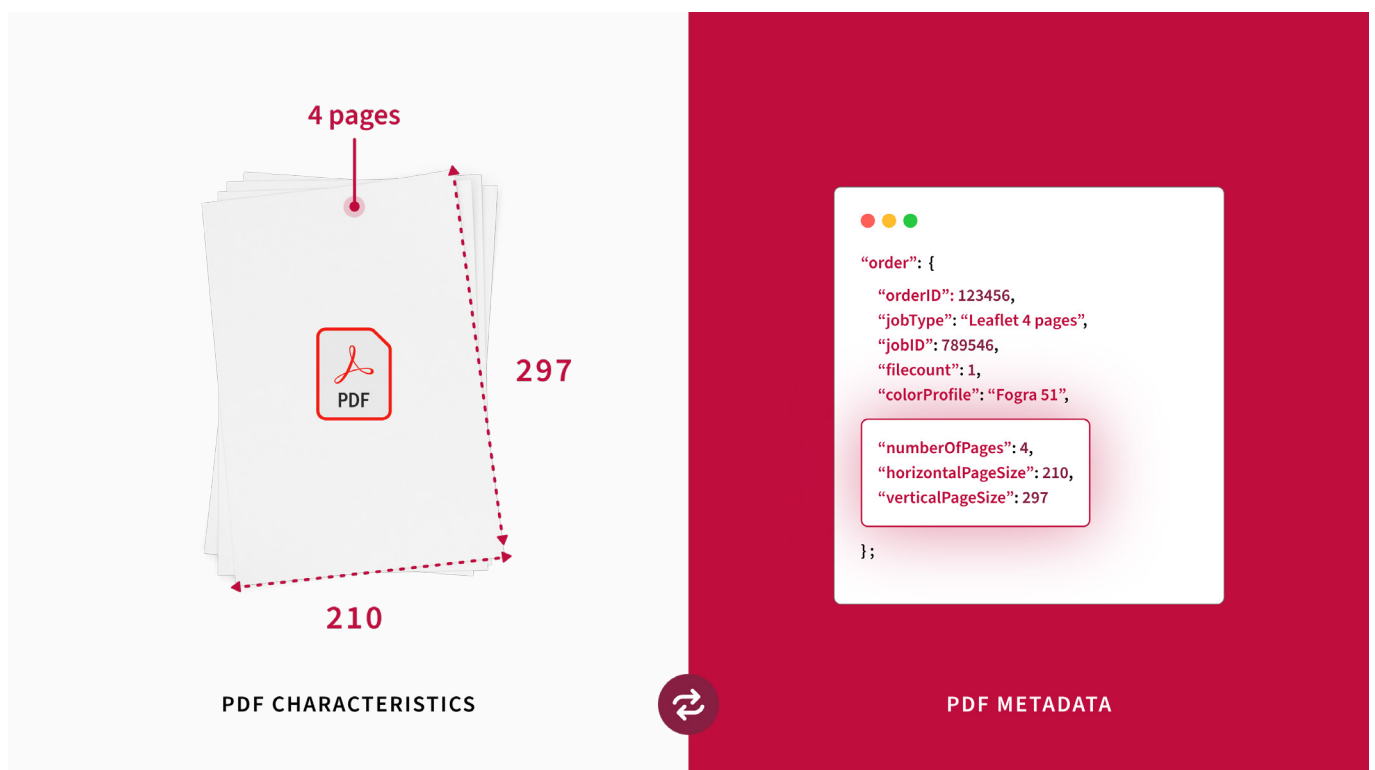 4 pages
PDF
297
210
PDF CHARACTERISTICS
“order”: {
“orderID”: 123456,
“jobType”: “Leaflet 4 pages”,
“jobID”: 789546,
“filecount”: 1,
“colorProfile”: “Fogra 51”,
“numberOfPages”: 4,
“horizontalPageSize”: 210,
“verticalPageSize”: 297
};
PDF METADATA